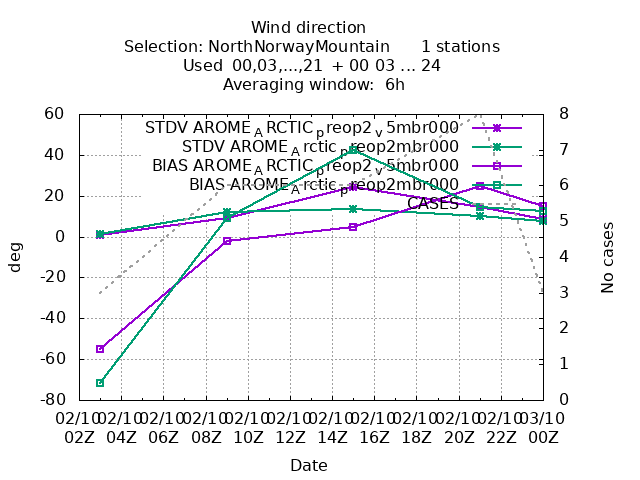 Wind direction
Selection: NorthNorwayMountain 1 stations
Used 00,03,...,21 + 00 03 ... 24
Averaging window: 6h
60
40
20
0
-20
-40
-60
-80
deg
8
7
6
5
4
3
2
1
0
No cases
STDV AROME_ARCTIC_preop2_v5mbr000
STDV AROME_Arctic_preop2mbr000
BIAS AROME_ARCTIC_preop2_v5mbr000
BIAS AROME_Arctic_preop2mbr000
CASES
02/10 02/10 02/10 02/10 02/10 02/10 02/10 02/10 02/10 02/10 02/10 03/10
02Z 04Z 06Z 08Z 10Z 12Z 14Z 16Z 18Z 20Z 22Z 00Z
Date